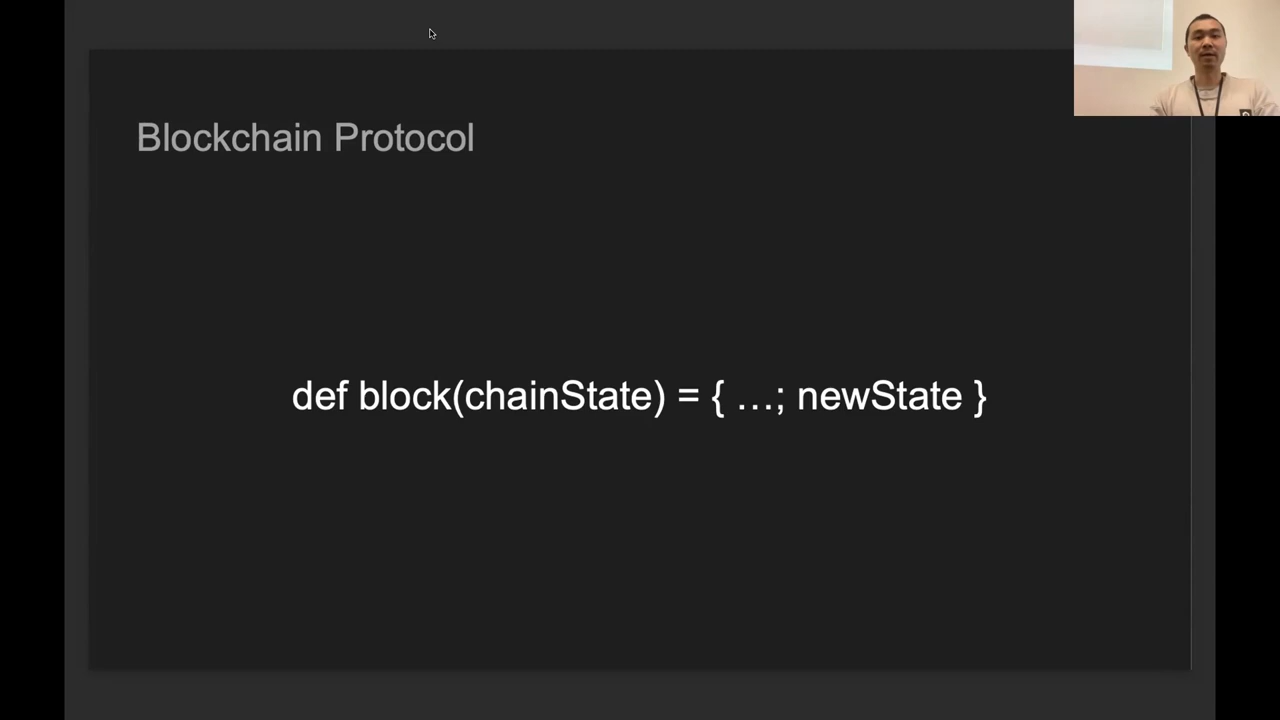 Blockchain Protocol
def block(chainState) = { …; newState }